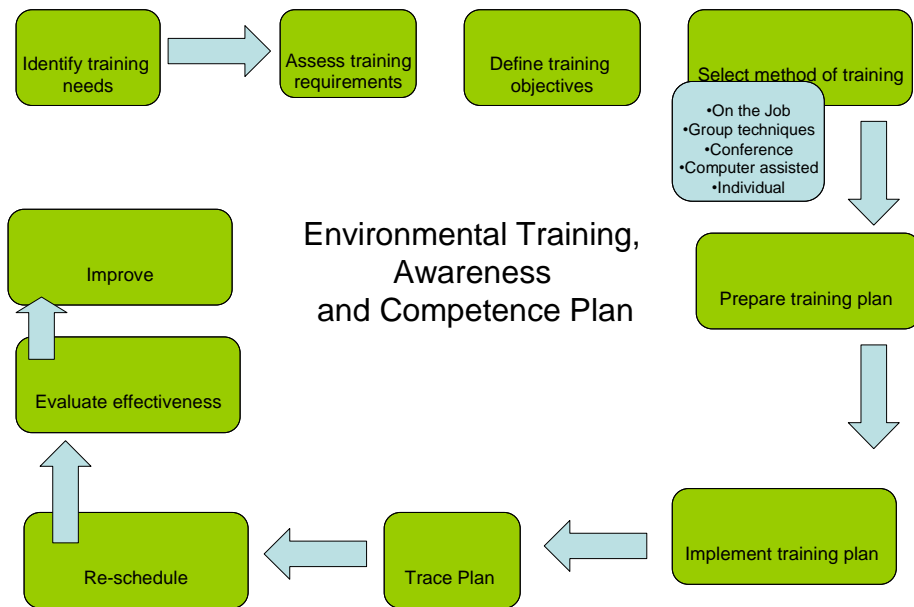 Identify training
needs
Assess training
requirements
Define training
objectives
Select method of training
•On the Job
•Group techniques
•Conference
•Computer assisted
•Individual
Environmental Training,
Awareness
and Competence Plan
Prepare training plan
Implement training plan
Trace Plan
Re-schedule
Evaluate effectiveness
Improve